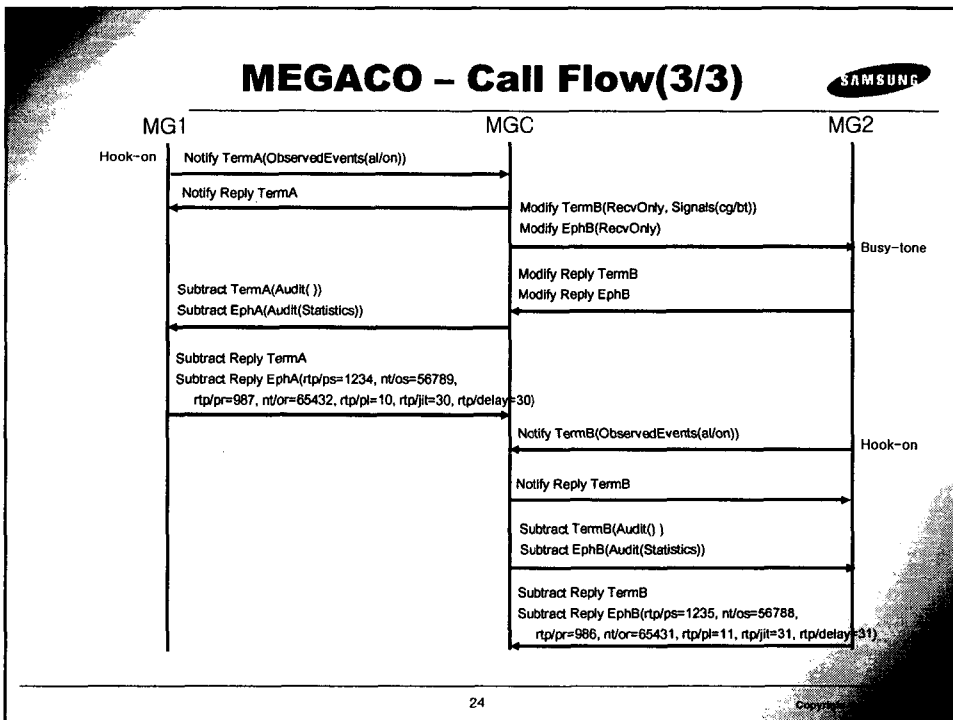 MEGACO – Call Flow(3/3)
SAMSUNG
MG1
MGC
MG2
Hook-on
Notify TermA(ObservedEvents(al/on))
Notify Reply TermA
Modify TermB(RecvOnly, Signals(cg/bt))
Modify EphB(RecvOnly)
Busy-tone
Modify Reply TermB
Modify Reply EphB
Subtract TermA(Audit( ))
Subtract EphA(Audit(Statistics))
Subtract Reply TermA
Subtract Reply EphA(rtp/ps=1234, nt/os=56789,
rtp/pr=987, nt/or=65432, rtp/pl=10, rtp/jit=30, rtp/delay=30)
Notify TermB(ObservedEvents(al/on))
Hook-on
Notify Reply TermB
Subtract TermB(Audit() )
Subtract EphB(Audit(Statistics))
Subtract Reply TermB
Subtract Reply EphB(rtp/ps=1235, nt/os=56788,
rtp/pr=986, nt/or=65431, rtp/pl=11, rtp/jit=31, rtp/delay=31)
24